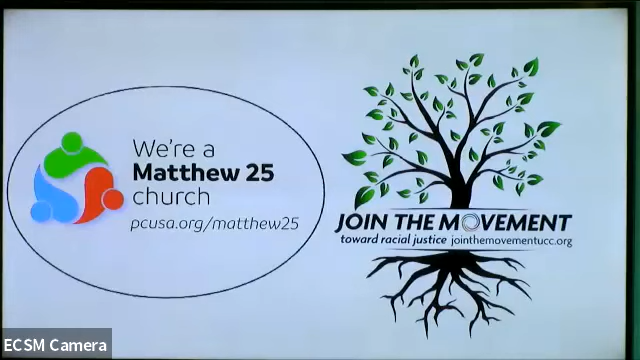 We're a
Matthew 25
church
pcusa.org/matthew25
JOIN THE MOVEMENT
toward racial justice jointhemovementucc.org
ECSM Camera